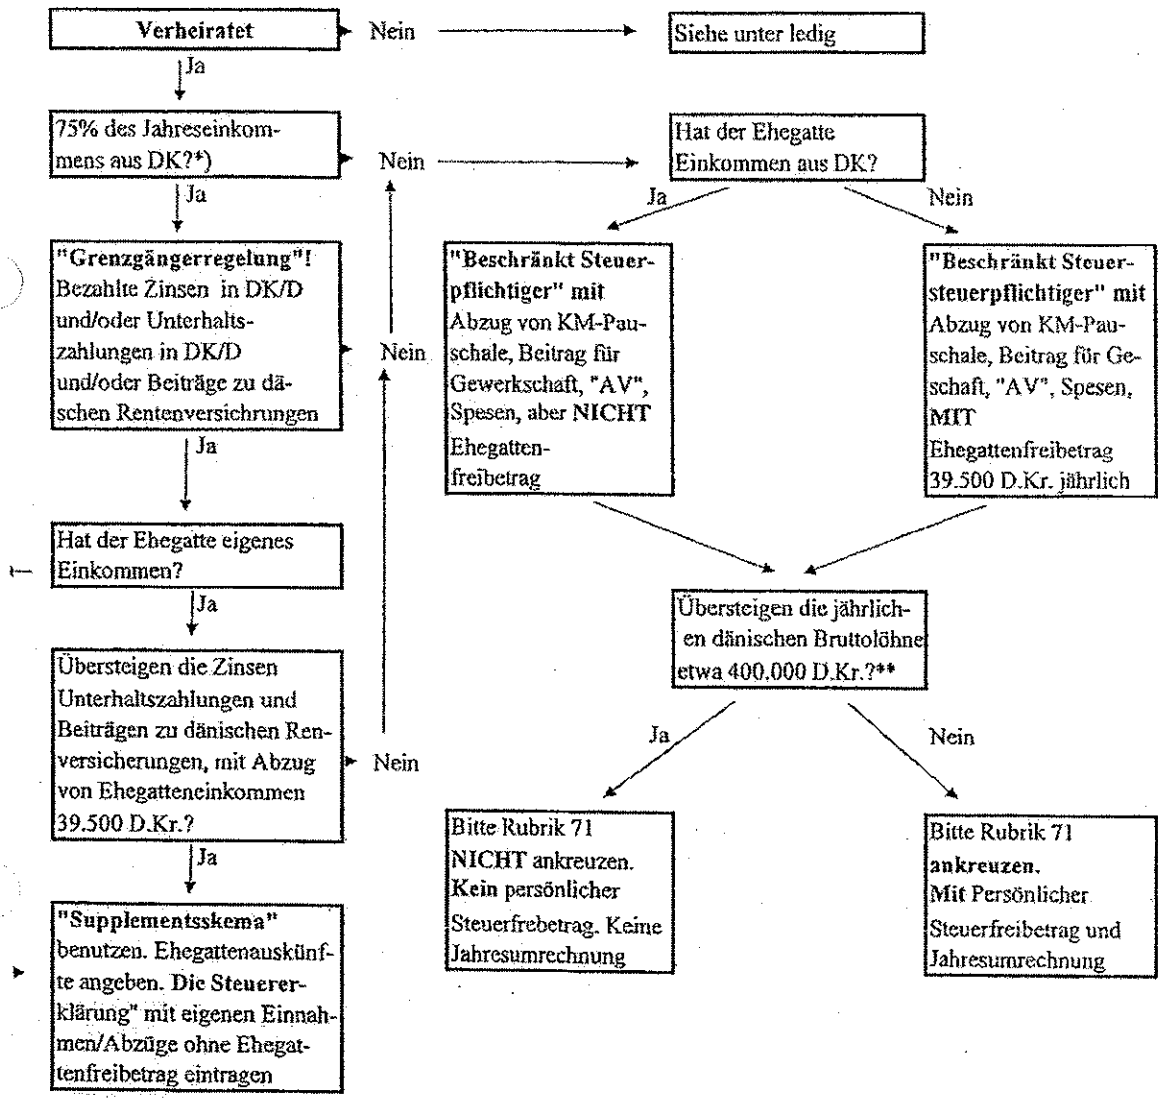 Verheiratet
Nein
Siehe unter ledig
Ja
75% des Jahreseinkom-
mens aus DK?*)
Nein
Hat der Ehegatte
Einkommen aus DK?
Ja
Ja
Nein
"Grenzgängerregelung"!
Bezahlte Zinsen in DK/D
und/oder Unterhalts-
zahlungen in DK/D
und/oder Beiträge zu dä-
schen Rentenversichrungen
Nein
"Beschränkt Steuer-
pflichtiger" mit
Abzug von KM-Pau-
schale, Beitrag für
Gewerkschaft, "AV",
Spesen, aber NICHT
Ehegatten-
freibetrag
"Beschränkt Steuer-
steuerpflichtiger" mit
Abzug von KM-Pau-
schale, Beitrag für Ge-
schaft, "AV", Spesen,
MIT
Ehegattenfreibetrag
39.500 D.Kr. jährlich
Ja
Hat der Ehegatte eigenes
Einkommen?
Ja
Übersteigen die jährlich-
en dänischen Bruttolöhne
etwa 400.000 D.Kr.?**
Übersteigen die Zinsen
Unterhaltszahlungen und
Beiträgen zu dänischen Ren-
versicherungen, mit Abzug
von Ehegatteneinkommen
39.500 D.Kr.?
Nein
Ja
Nein
Ja
Bitte Rubrik 71
NICHT ankreuzen.
Kein persönlicher
Steuerfrebetrag. Keine
Jahresumrechnung
Bitte Rubrik 71
ankreuzen.
Mit Persönlicher
Steuerfreibetrag und
Jahresumrechnung
"Supplementsskema"
benutzen. Ehegattenauskünf-
te angeben. Die Steuerer-
klärung" mit eigenen Einnah-
men/Abzüge ohne Ehegat-
tenfreibetrag eintragen